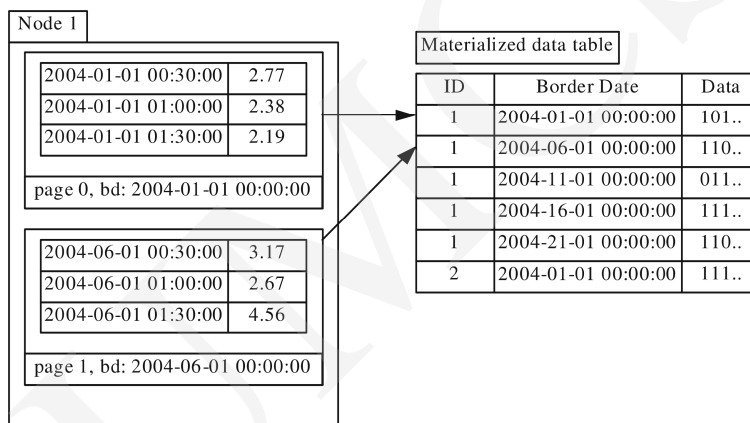 Node 1
2004-01-01 00:30:00 2.77
2004-01-01 01:00:00 2.38
2004-01-01 01:30:00 2.19
page 0, bd: 2004-01-01 00:00:00
2004-06-01 00:30:00 3.17
2004-06-01 01:00:00 2.67
2004-06-01 01:30:00 4.56
page 1, bd: 2004-06-01 00:00:00
Materialized data table
ID Border Date Data
1 2004-01-01 00:00:00 101..
1 2004-06-01 00:00:00 110..
1 2004-11-01 00:00:00 011..
1 2004-16-01 00:00:00 111..
1 2004-21-01 00:00:00 110..
2 2004-01-01 00:00:00 111..
UMCS